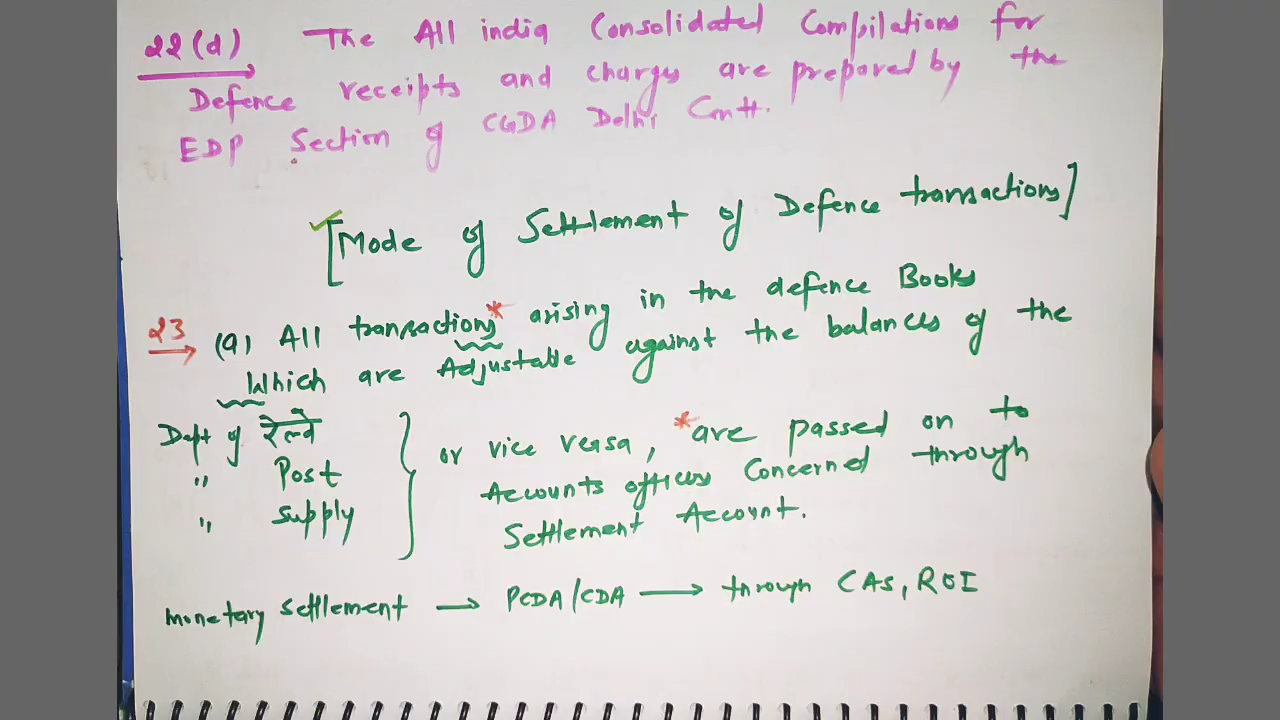 22(d) The All india Consolidated Compilations for
Defence receipts and charges are prepared by the
EDP Section of CGDA Delhi Cantt.
[Mode of Settlement of Defence transactions]
23 (a) All transactions* arising in the defence Books
Which are Adjustable against the balances of the
Dept of रेल्वे
" Post
" Supply
or vice versa, *are passed on to
Accounts offices Concerned through
Settlement Account.
Monetary Settlement → PCDA/CDA → through CAS, RBI